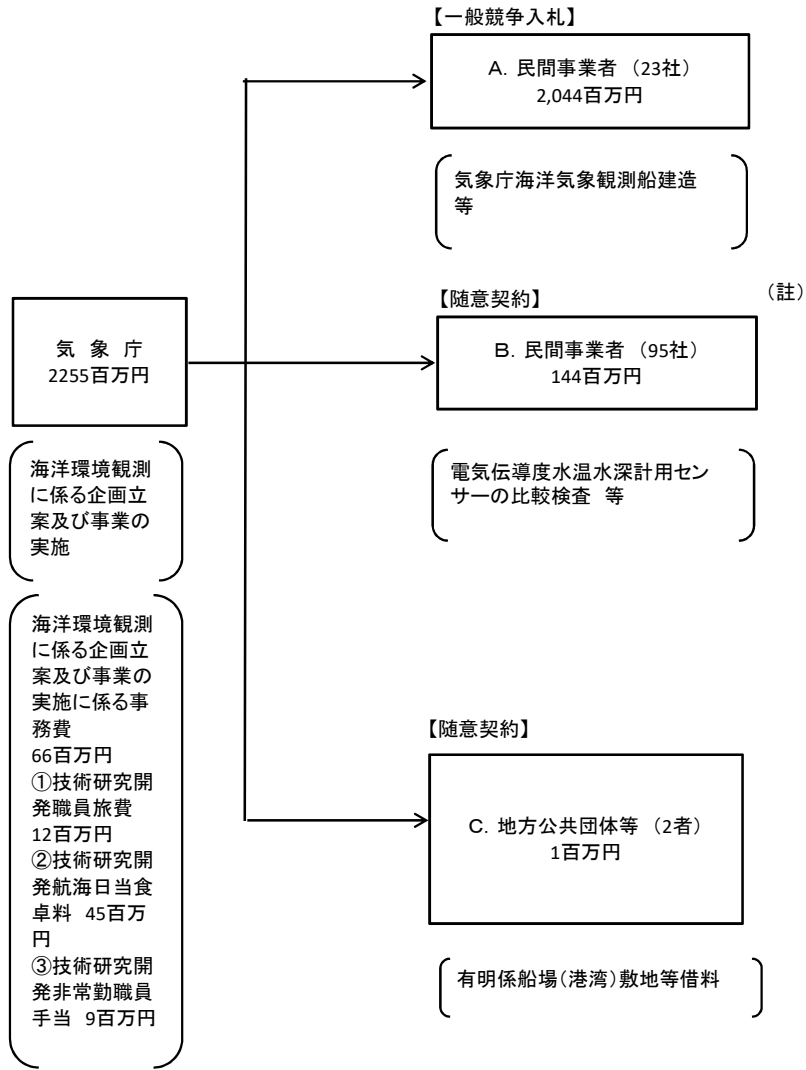 【一般競争入札】
A. 民間事業者 （23社）
2,044百万円
気象庁海洋気象観測船建造
等
（註）
【随意契約】
気 象 庁
2255百万円
B. 民間事業者 （95社）
144百万円
海洋環境観測
に係る企画立
案及び事業の
実施
電気伝導度水温水深計用セン
サーの比較検査 等
海洋環境観測
に係る企画立
案及び事業の
実施に係る事
務費
66百万円
①技術研究開
発職員旅費
12百万円
②技術研究開
発航海日当食
卓料 45百万
円
③技術研究開
発非常勤職員
手当 9百万円
【随意契約】
C. 地方公共団体等 （2者）
1百万円
有明係船場（港湾）敷地等借料